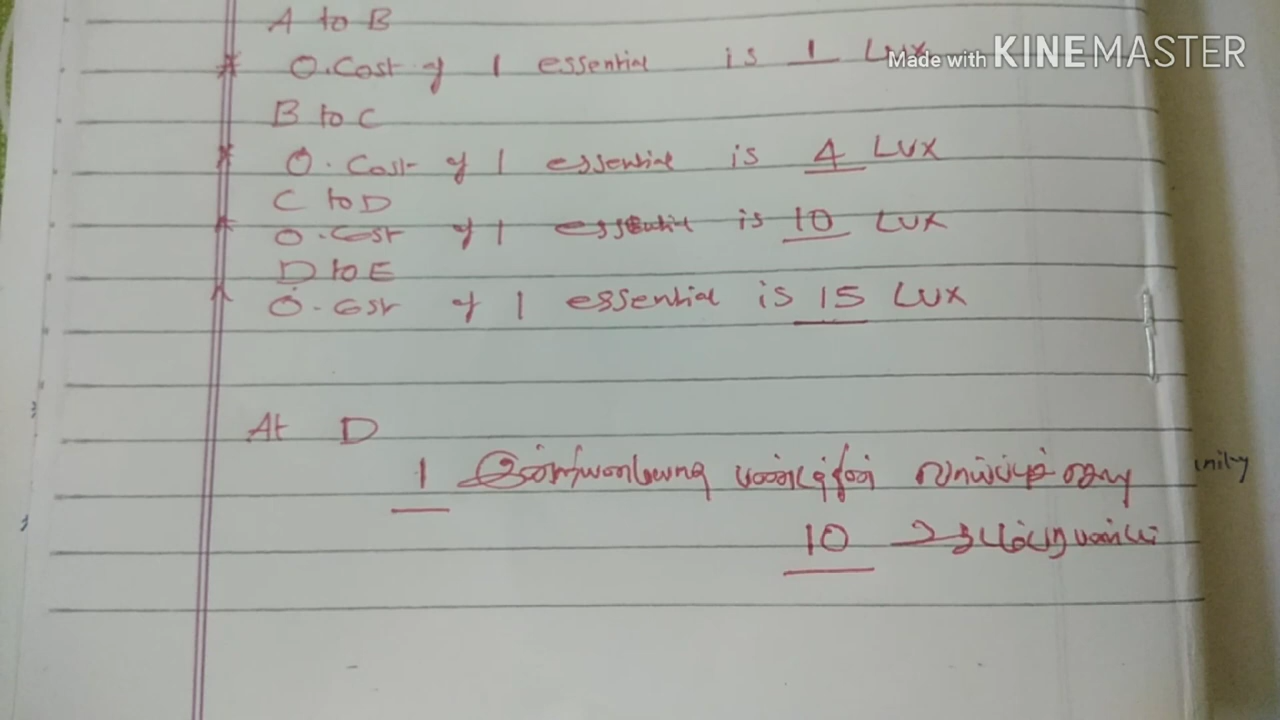 A to B
O.Cost of 1 essential is 1 Lux
Made with KINEMASTER
B to C
O. Cost of 1 essential is 4 Lux
C to D
O. Cost of 1 essential is 10 Lux
D to E
O. Cost of 1 essential is 15 Lux
At D
1
10